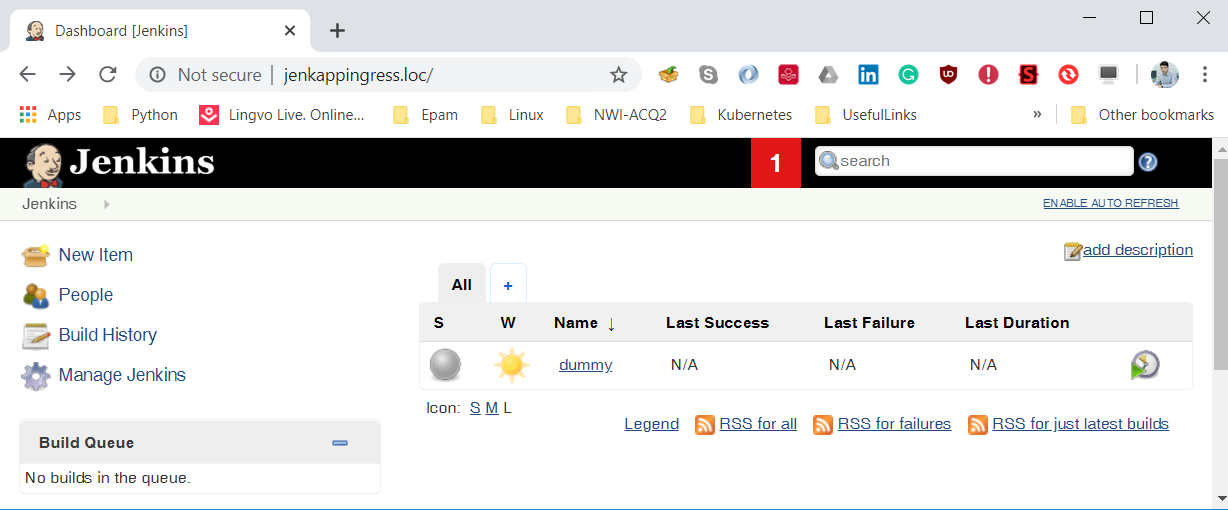 Dashboard [Jenkins]
Not secure | jenkappingress.loc/
Apps Python Lingvo Live. Online... Epam Linux NWI-ACQ2 Kubernetes UsefulLinks » Other bookmarks
Jenkins 1 search
Jenkins ENABLE AUTO REFRESH
add description
New Item
People
Build History
Manage Jenkins
All +
S W Name ↓ Last Success Last Failure Last Duration
dummy N/A N/A N/A
Icon: S M L
Legend RSS for all RSS for failures RSS for just latest builds
Build Queue
No builds in the queue.